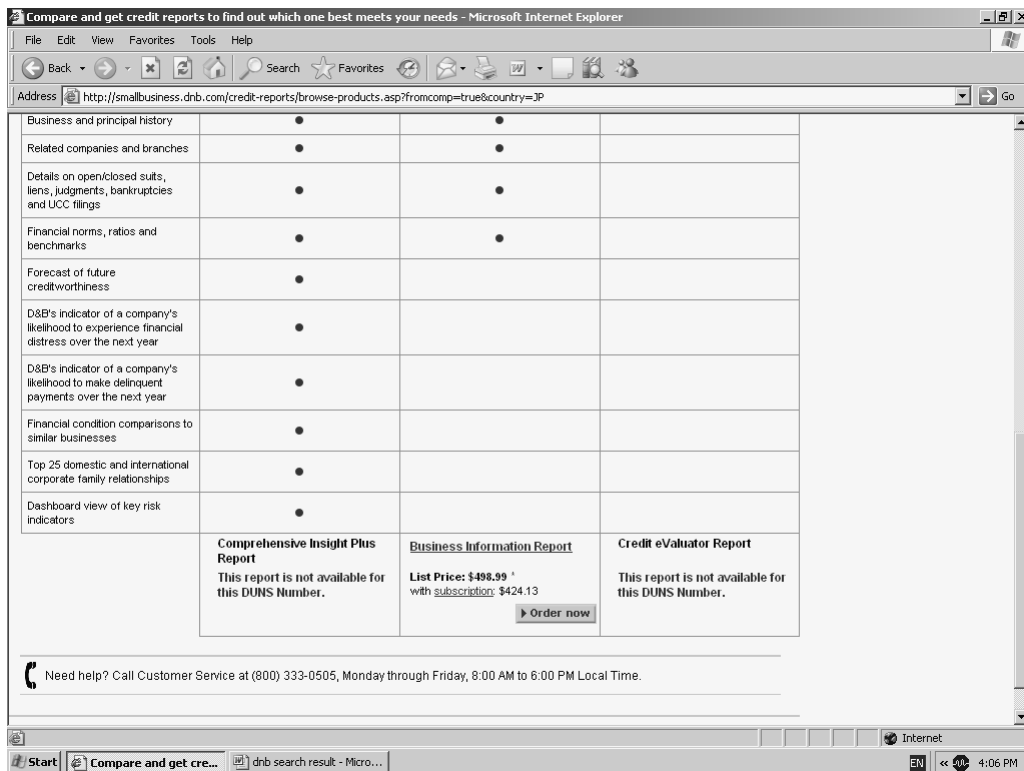 Compare and get credit reports to find out which one best meets your needs - Microsoft Internet Explorer
File Edit View Favorites Tools Help
Back Search Favorites
Address http://smallbusiness.dnb.com/credit-reports/browse-products.asp?fromcomp=true&country=JP Go
Business and principal history
Related companies and branches
Details on open/closed suits,
liens, judgments, bankruptcies
and UCC filings
Financial norms, ratios and
benchmarks
Forecast of future
creditworthiness
D&B's indicator of a company's
likelihood to experience financial
distress over the next year
D&B's indicator of a company's
likelihood to make delinquent
payments over the next year
Financial condition comparisons to
similar businesses
Top 25 domestic and international
corporate family relationships
Dashboard view of key risk
indicators
Comprehensive Insight Plus
Report
This report is not available for
this DUNS Number.
Business Information Report
List Price: $498.99 *
with subscription: $424.13
Order now
Credit eValuator Report
This report is not available for
this DUNS Number.
Need help? Call Customer Service at (800) 333-0505, Monday through Friday, 8:00 AM to 6:00 PM Local Time.
Internet
Start Compare and get cre... dnb search result - Micro... EN « 4:06 PM